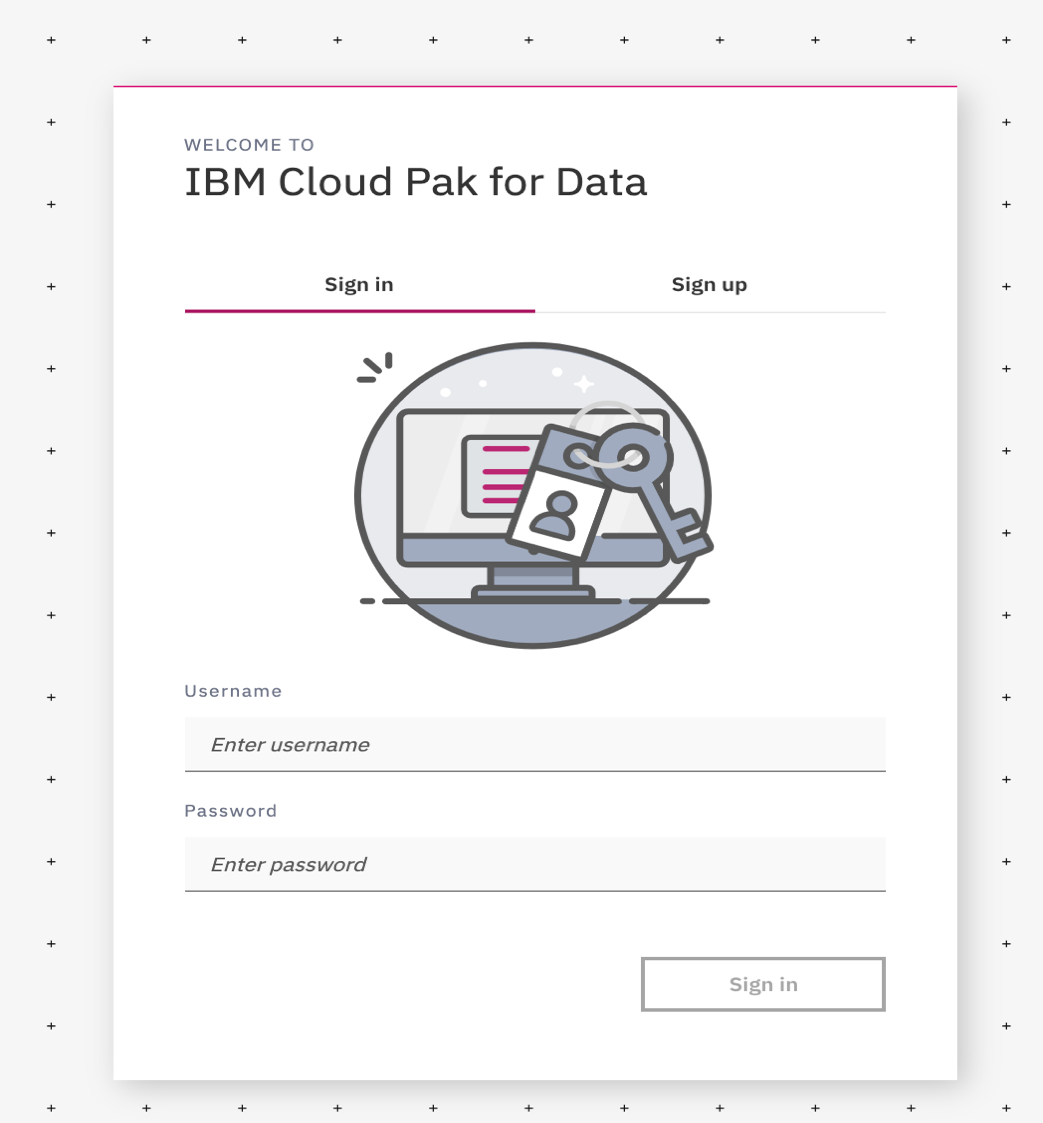 WELCOME TO
IBM Cloud Pak for Data
Sign in
Sign up
Username
Enter username
Password
Enter password
Sign in